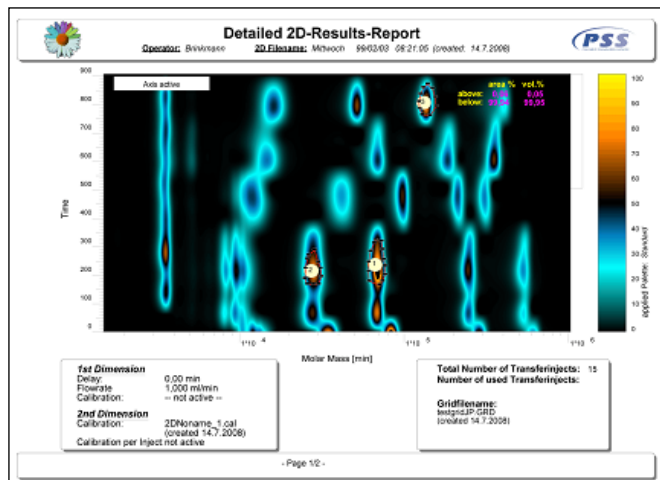 Detailed 2D-Results-Report
Operator: Brinkmann 2D Filename: Mittwoch 99/03/03 08:21:05 (created: 14.7.2008)
PSS
Axis active
area % vol.%
above: 0,05
below: 99,95
900
800
700
600
500
400
300
200
100
0
Time
1*10 4
1*10 5
1*10 6
Molar Mass [min]
100
90
80
70
60
50
40
30
20
10
0
applied Palette: Standard
1st Dimension
Delay: 0,00 min
Flowrate 1,000 ml/min
Calibration: -- not active --
2nd Dimension
Calibration: 2DNoname_1.cal
(created 14.7.2008)
Calibration per Inject not active
Total Number of Transferinjects: 15
Number of used Transferinjects:
Gridfilename:
testgridJP.GRD
(created 14.7.2008)
- Page 1/2 -